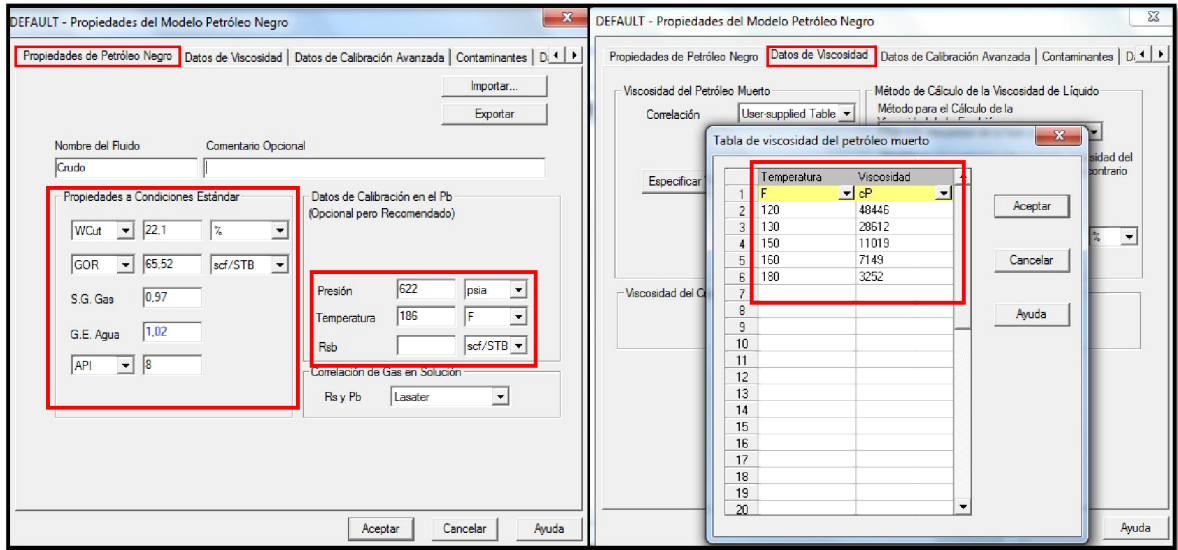 DEFAULT - Propiedades del Modelo Petróleo Negro
Propiedades de Petróleo Negro Datos de Viscosidad Datos de Calibración Avanzada Contaminantes
Importar...
Exportar
Nombre del Fluido Comentario Opcional
Crudo
Propiedades a Condiciones Estándar
WCut 22,1 %
GOR 65,52 scf/STB
S.G. Gas 0,97
G.E. Agua 1,02
API 8
Datos de Calibración en el Pb
(Opcional pero Recomendado)
Presión 622 psia
Temperatura 186 F
Rsb scf/STB
Correlación de Gas en Solución
Rs y Pb Lasater
Aceptar Cancelar Ayuda
DEFAULT - Propiedades del Modelo Petróleo Negro
Propiedades de Petróleo Negro Datos de Viscosidad Datos de Calibración Avanzada Contaminantes
Viscosidad del Petróleo Muerto
Correlación User-supplied Table
Método de Cálculo de la Viscosidad de Líquido
Método para el Cálculo de la
sidad del
contrario
Especificar
%
Viscosidad del
Tabla de viscosidad del petróleo muerto
Temperatura Viscosidad
1 F cP
2 120 48446
3 130 28612
4 150 11019
5 160 7149
6 180 3252
7
8
9
10
11
12
13
14
15
16
17
18
19
20
Aceptar
Cancelar
Ayuda
Ayuda